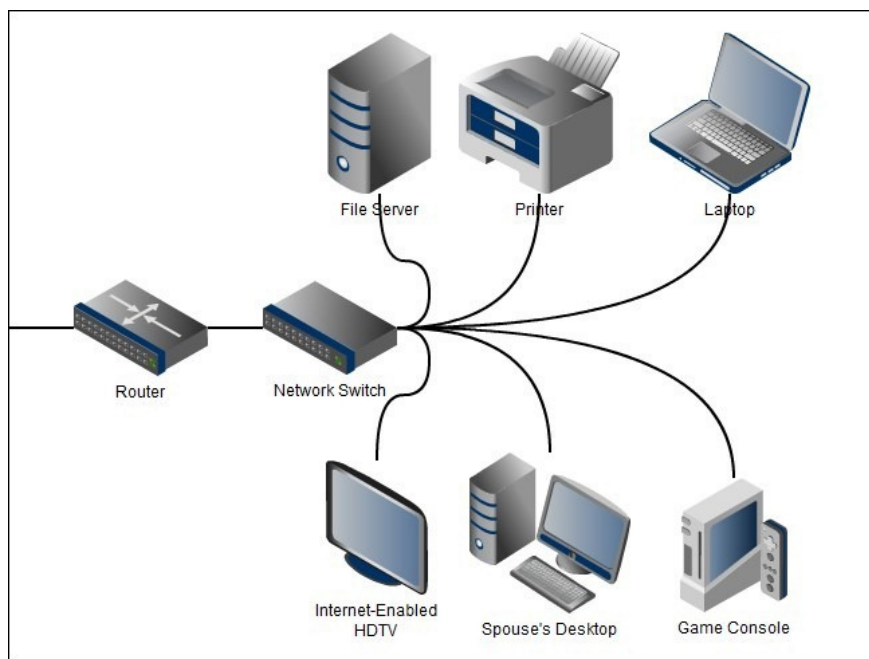 File Server
Printer
Laptop
Router
Network Switch
Internet-Enabled
HDTV
Spouse's Desktop
Game Console